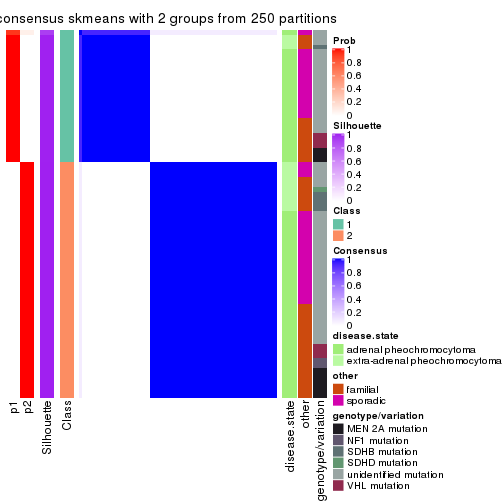 consensus skmeans with 2 groups from 250 partitions
Prob
1
0.8
0.6
0.4
0.2
0
Silhouette
1
0.8
0.6
0.4
0.2
0
Class
1
2
Consensus
1
0.8
0.6
0.4
0.2
0
disease.state
adrenal pheochromocytoma
extra-adrenal pheochromocytoma
other
familial
sporadic
genotype/variation
MEN 2A mutation
NF1 mutation
SDHB mutation
SDHD mutation
unidentified mutation
VHL mutation
p1
p2
Silhouette
Class
disease.state
other
genotype/variation